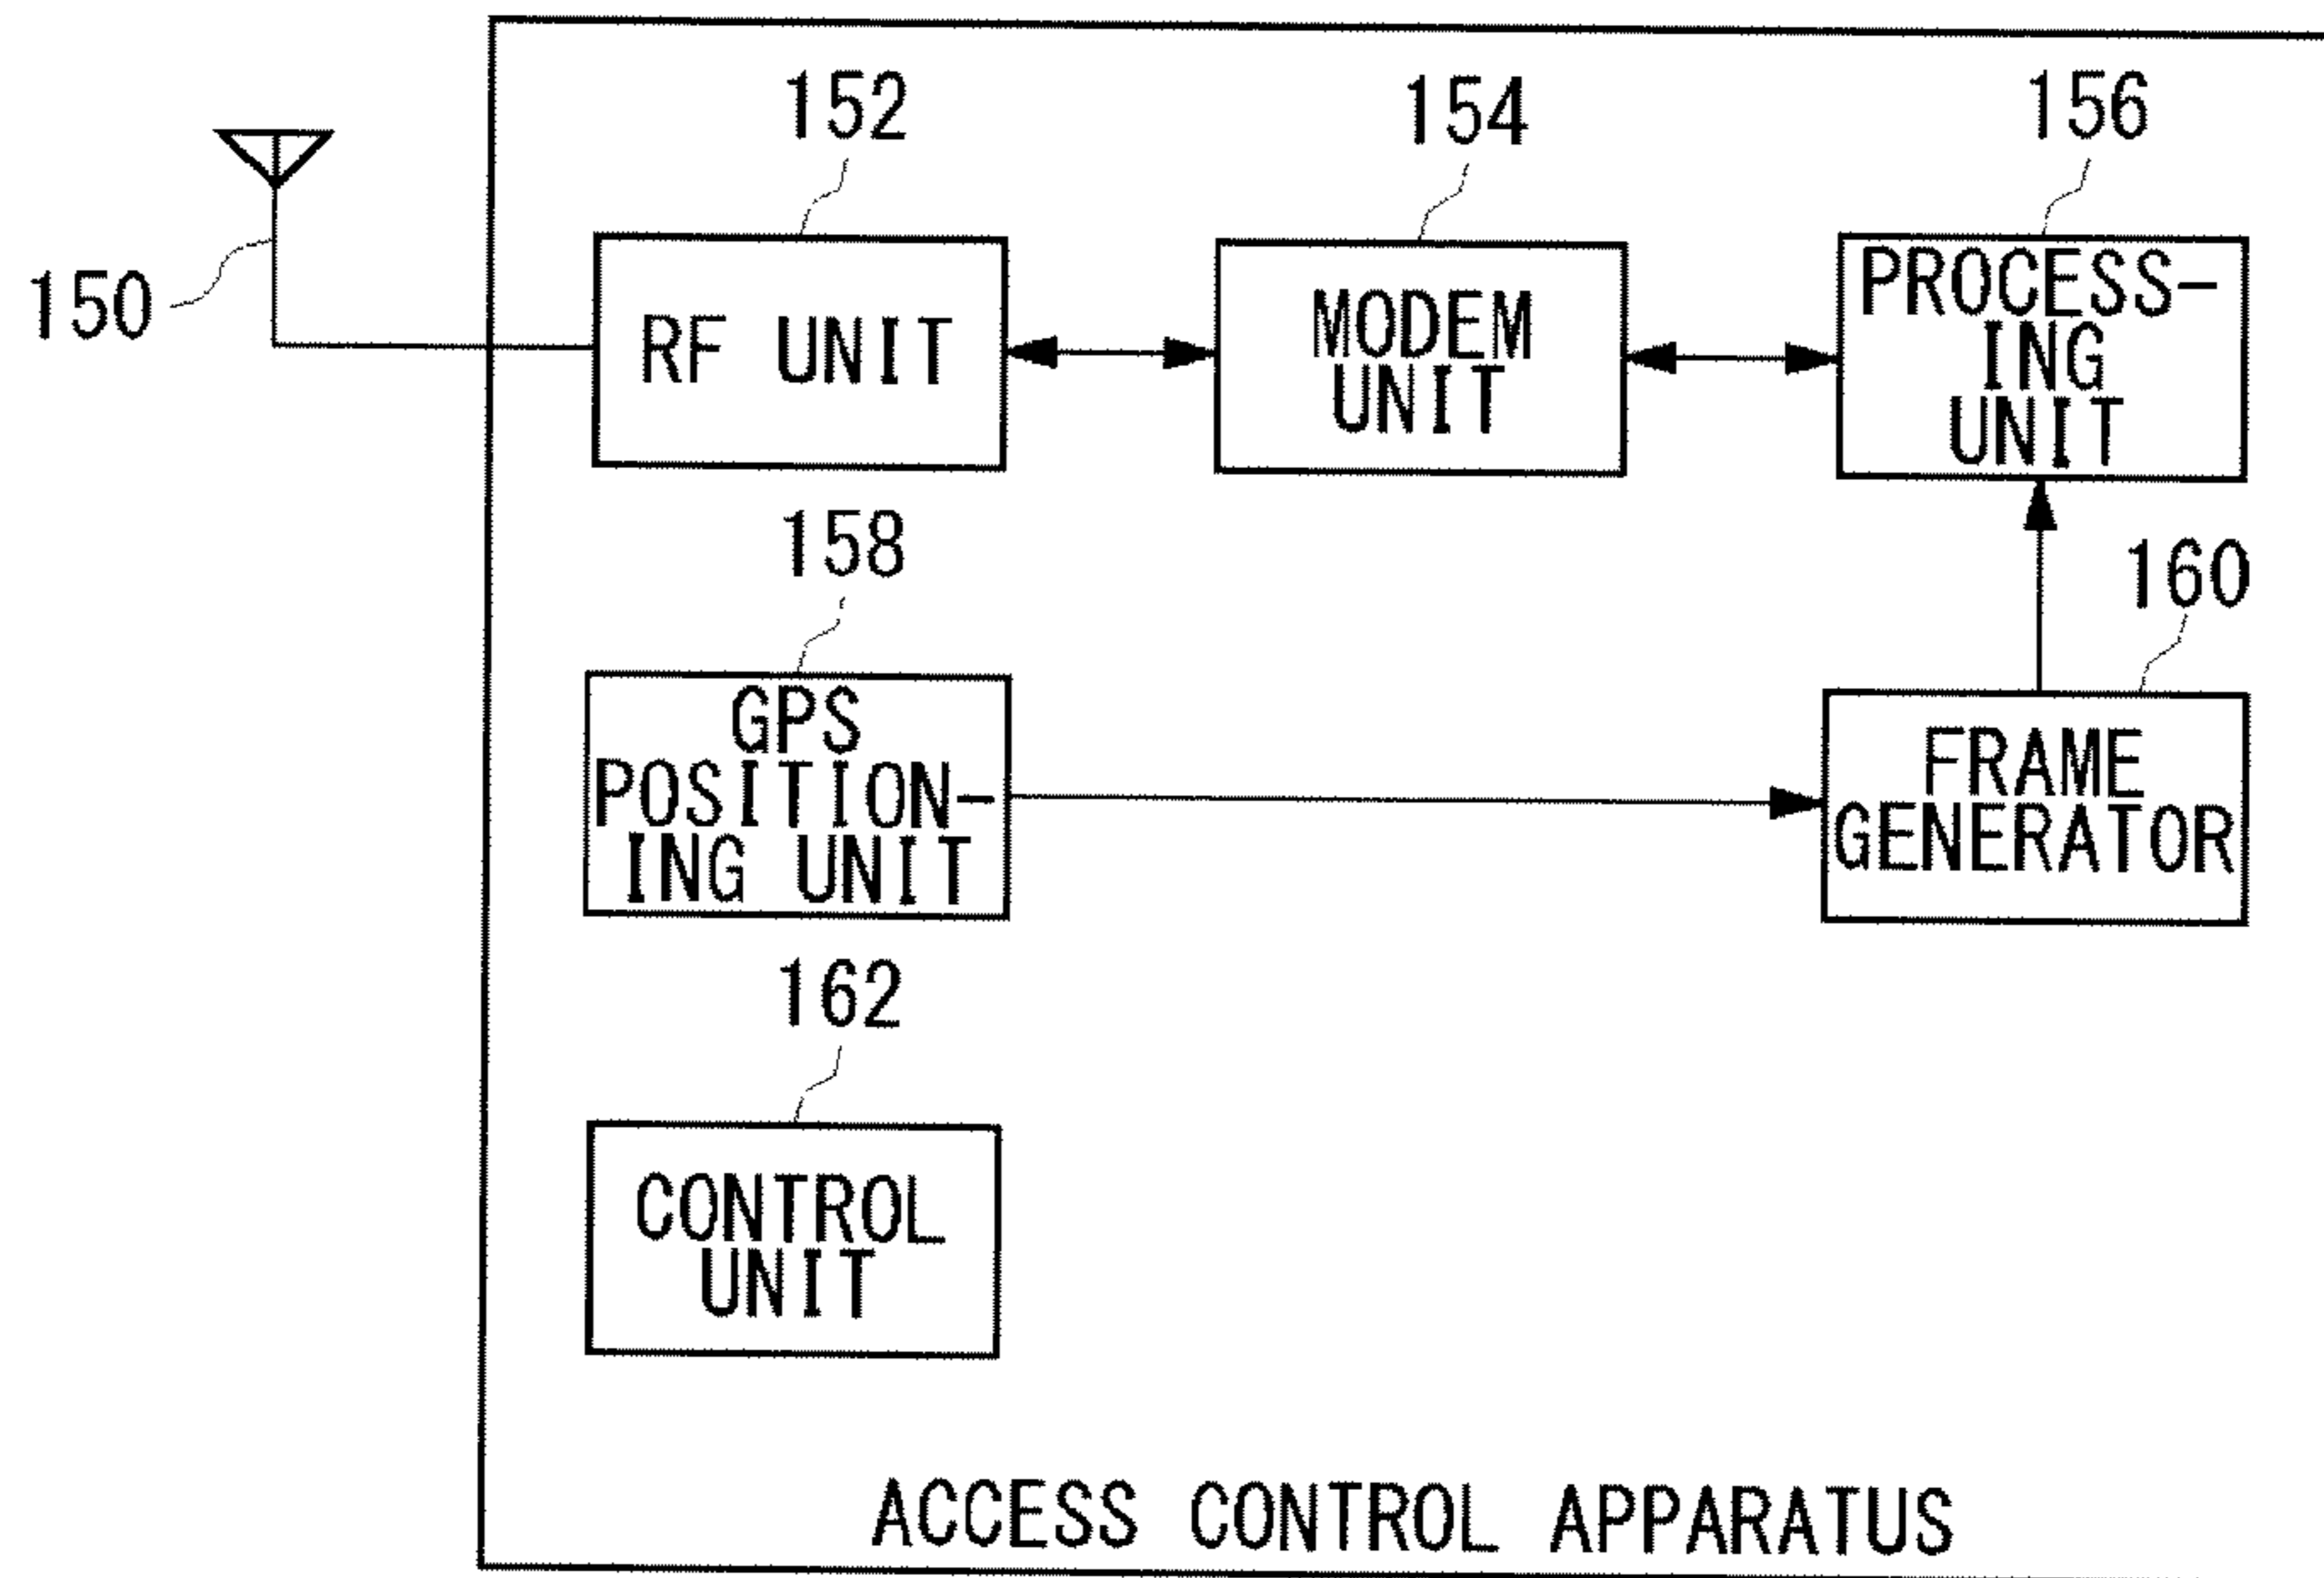 152
154
156
150
RF UNIT
MODEM
UNIT
PROCESS-
ING
UNIT
158
160
GPS
POSITION-
ING UNIT
FRAME
GENERATOR
162
CONTROL
UNIT
ACCESS CONTROL APPARATUS